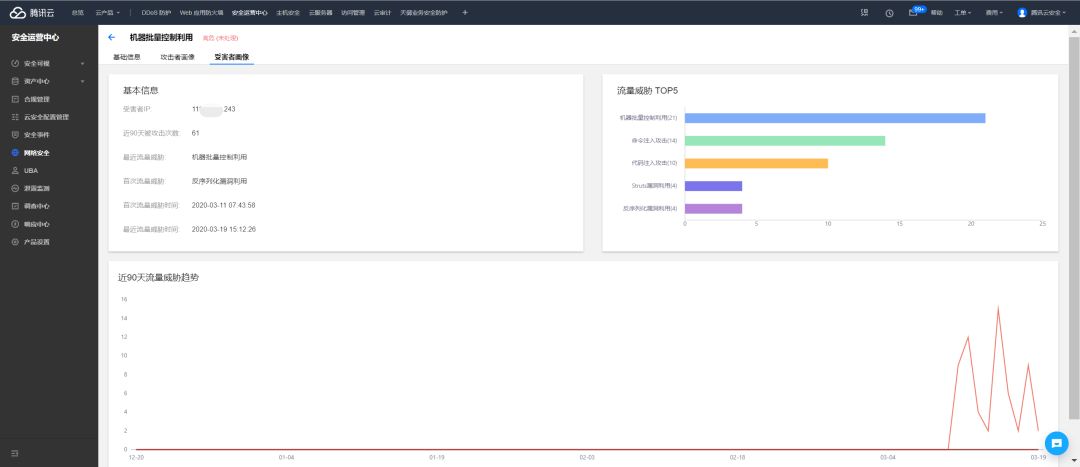 腾讯云 总览 云产品 DDoS 防护 Web 应用防火墙 安全运营中心 主机安全 云服务器 访问管理 云审计 天御业务安全防护 + 99+ 帮助 工单 费用 腾讯云安全
安全运营中心
安全可视
资产中心
合规管理
云安全配置管理
安全事件
网络安全
UBA
泄露监测
调查中心
响应中心
产品设置
机器批量控制利用 高危-(未处理)
基础信息 攻击者画像 受害者画像
基本信息
受害者IP: 11 243
近90天被攻击次数: 61
最近流量威胁: 机器批量控制利用
首次流量威胁: 反序列化漏洞利用
首次流量威胁时间: 2020-03-11 07:43:58
最近流量威胁时间: 2020-03-19 15:12:26
流量威胁 TOP5
机器批量控制利用(21)
命令注入攻击(14)
代码注入攻击(10)
Struts漏洞利用(4)
反序列化漏洞利用(4)
0 5 10 15 20 25
近90天流量威胁趋势
16
14
12
10
8
6
4
2
0
12-20 01-04 01-19 02-03 02-18 03-04 03-19